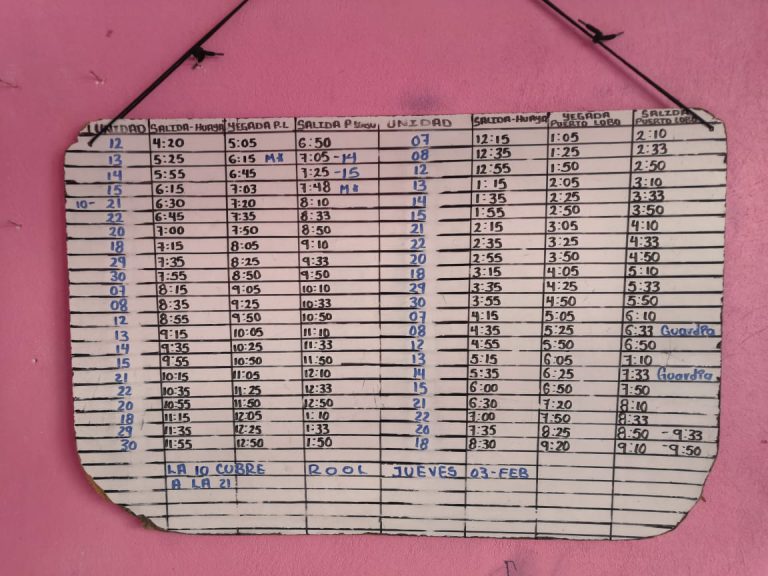 UNIDAD SALIDA-HUAYA YEGADA P.L SALIDA P. UNIDAD SALIDA-HUAYA YEGADA PUERTO LOBO SALIDA PUERTO LOBO
12 4:20 5:05 6:50 07 12:15 1:05 2:10
13 5:25 6:15 M* 7:05-14 08 12:35 1:25 2:33
14 5:55 6:45 7:25-15 12 12:55 1:50 2:50
15 6:15 7:03 7:48 M* 13 1:15 2:05 3:10
10- 21 6:30 7:20 8:10 14 1:35 2:25 3:33
22 6:45 7:35 8:33 15 1:55 2:50 3:50
20 7:00 7:50 8:50 21 2:15 3:05 4:10
18 7:15 8:05 9:10 22 2:35 3:25 4:33
29 7:35 8:25 9:33 20 2:55 3:50 4:50
30 7:55 8:50 9:50 18 3:15 4:05 5:10
07 8:15 9:05 10:10 29 3:35 4:25 5:33
08 8:35 9:25 10:33 30 3:55 4:50 5:50
12 8:55 9:50 10:50 07 4:15 5:05 6:10
13 9:15 10:05 11:10 08 4:35 5:25 6:33 Guardia
14 9:35 10:25 11:33 12 4:55 5:50 6:50
15 9:55 10:50 11:50 13 5:15 6:05 7:10
21 10:15 11:05 12:10 14 5:35 6:25 7:33 Guardia
22 10:35 11:25 12:33 15 6:00 6:50 7:50
20 10:55 11:50 12:50 21 6:30 7:20 8:10
18 11:15 12:05 1:10 22 7:00 7:50 8:33
29 11:35 12:25 1:33 20 7:35 8:25 8:50 -9:33
30 11:55 12:50 1:50 18 8:30 9:20 9:10 -9:50
LA 10 CUBRE ROOL JUEVES 03-FEB
A LA 21